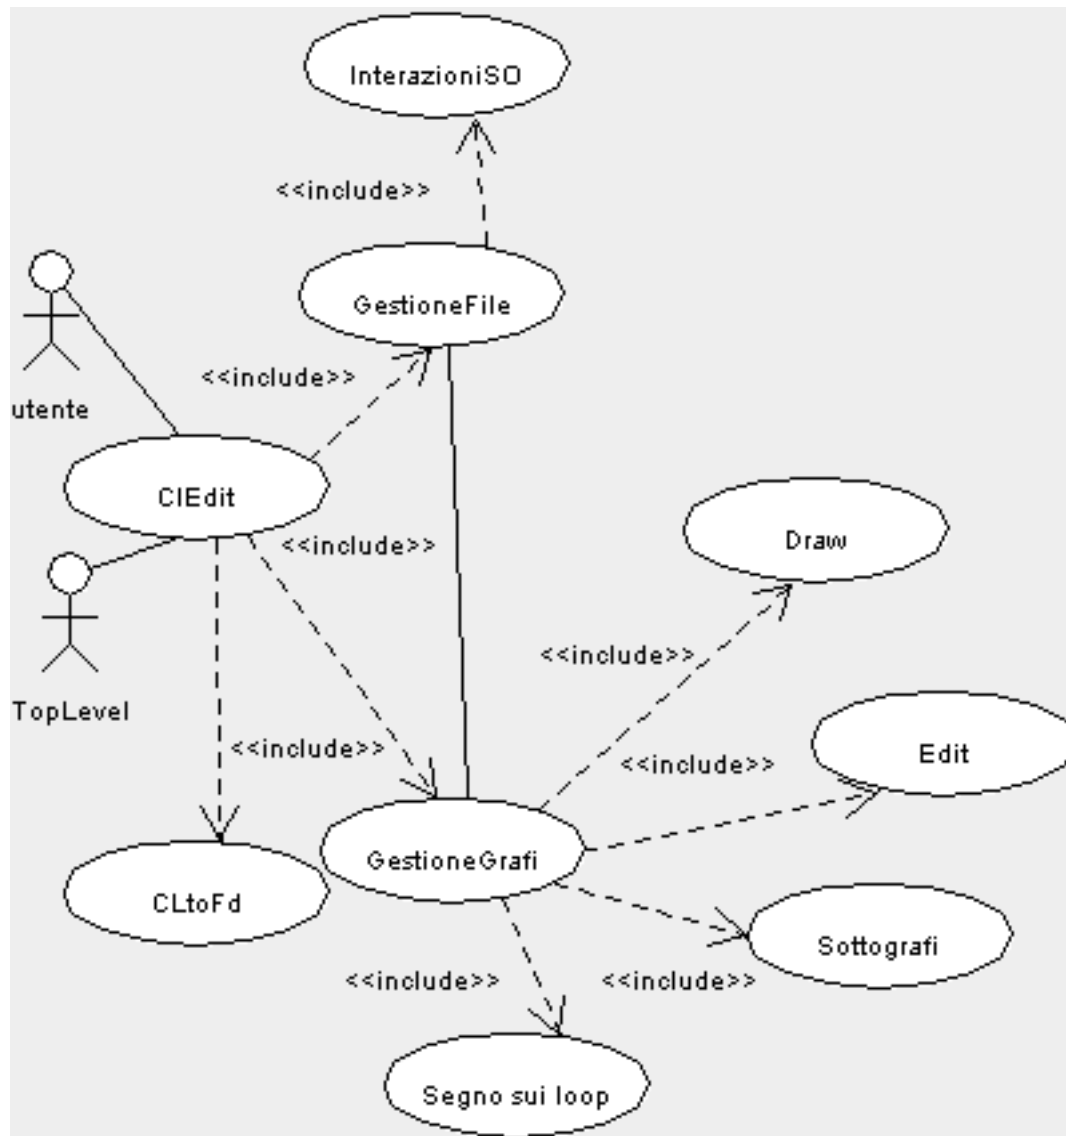 InterazioniSO
<<include>>
GestioneFile
<<include>>
utente
ClEdit
<<include>>
Draw
<<include>>
TopLevel
<<include>>
<<include>>
Edit
GestioneGrafi
CLtoFd
Sottografi
<<include>>
<<include>>
Segno sui loop